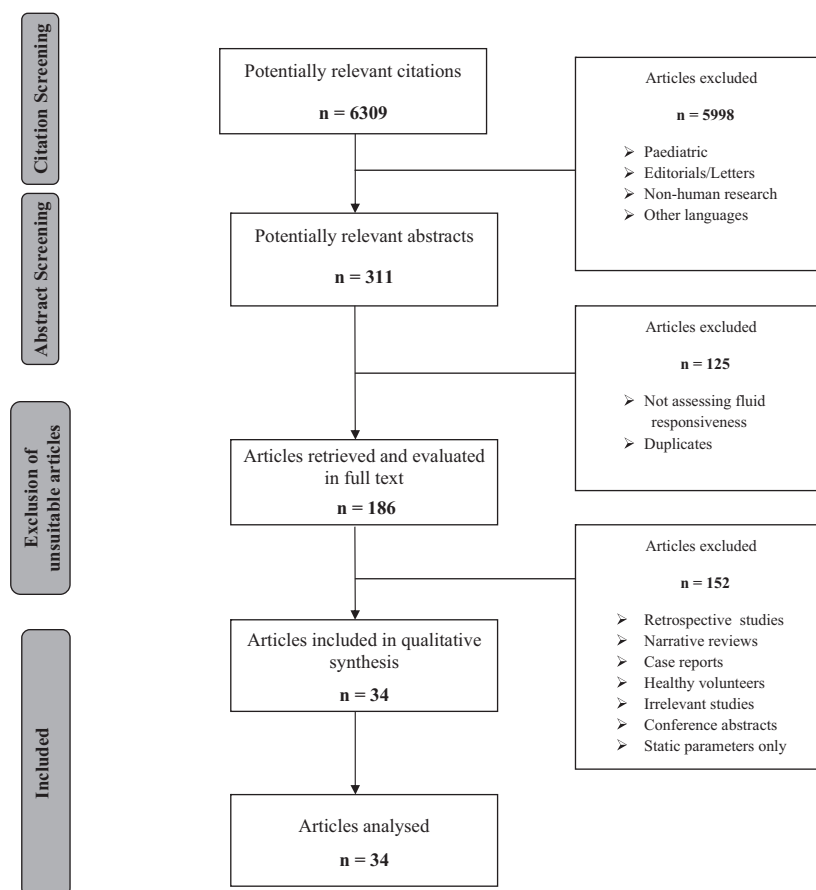 Citation Screening
Potentially relevant citations
n = 6309
Articles excluded
n = 5998
➢ Paediatric
➢ Editorials/Letters
➢ Non-human research
➢ Other languages
Abstract Screening
Potentially relevant abstracts
n = 311
Articles excluded
n = 125
➢ Not assessing fluid
responsiveness
➢ Duplicates
Exclusion of
unsuitable articles
Articles retrieved and evaluated
in full text
n = 186
Articles excluded
n = 152
➢ Retrospective studies
➢ Narrative reviews
➢ Case reports
➢ Healthy volunteers
➢ Irrelevant studies
➢ Conference abstracts
➢ Static parameters only
Included
Articles included in qualitative
synthesis
n = 34
Articles analysed
n = 34